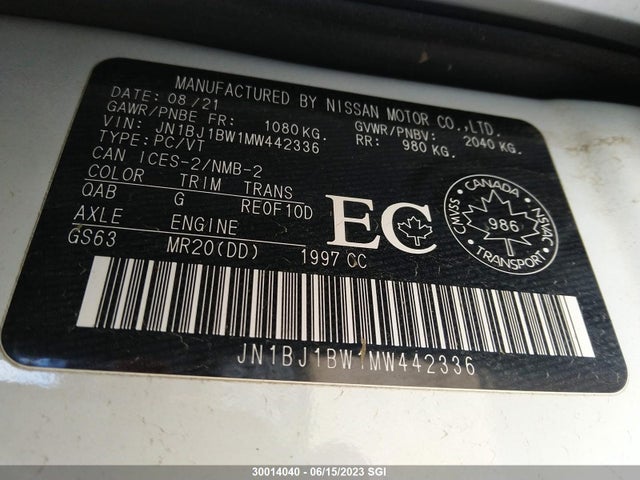 MANUFACTURED BY NISSAN MOTOR CO.,LTD.
DATE: 08/21
GAWR/PNBE FR: 1080 KG. GVWR/PNBV: 2040 KG.
VIN: JN1BJ1BW1MW442336 RR: 980 KG.
TYPE: PC/VT
CAN ICES-2/NMB-2
COLOR TRIM TRANS
QAB G RE0F10D
AXLE ENGINE
GS63 MR20(DD) 1997 CC
EC
CANADA
CMVSS 986 NSVAC
TRANSPORT
JN1BJ1BW1MW442336
30014040 - 06/15/2023 SGI